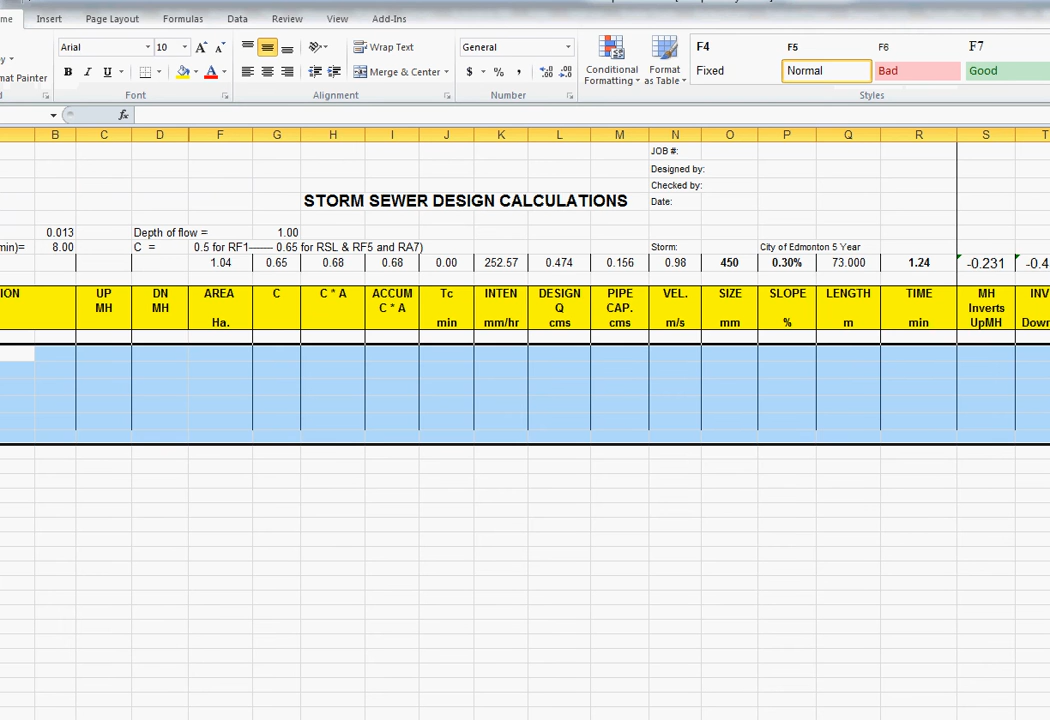 me Insert Page Layout Formulas Data Review View Add-Ins
Arial 10 A A Wrap Text General F4 F5 F6 F7
mat Painter B I U A Merge & Center $ % , Conditional Formatting Format as Table Fixed Normal Bad Good
Font Alignment Number Styles
fx
B C D F G H I J K L M N O P Q R S T
JOB #:
Designed by:
Checked by:
STORM SEWER DESIGN CALCULATIONS Date:
0.013 Depth of flow = 1.00
min)= 8.00 C = 0.5 for RF1------ 0.65 for RSL & RF5 and RA7) Storm: City of Edmonton 5 Year
1.04 0.65 0.68 0.68 0.00 252.57 0.474 0.156 0.98 450 0.30% 73.000 1.24 -0.231 -0.4
ION UP DN AREA C C * A ACCUM Tc INTEN DESIGN PIPE VEL. SIZE SLOPE LENGTH TIME MH INV
MH MH C * A Q CAP. Inverts
Ha. min mm/hr cms cms m/s mm % m min UpMH Down